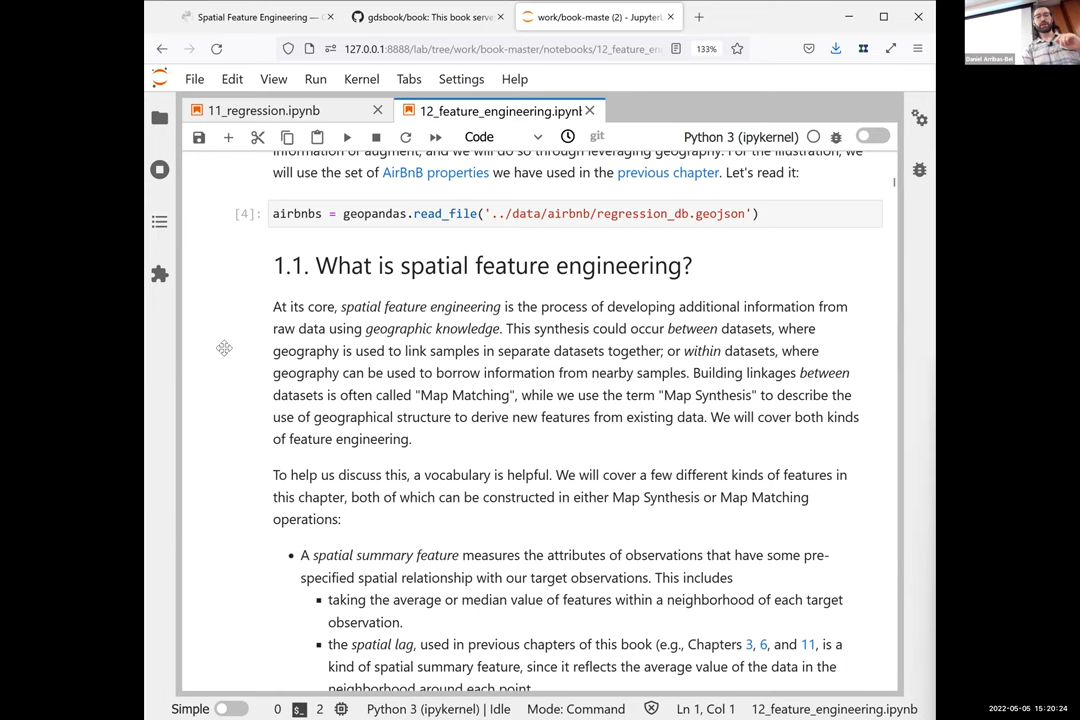 Spatial Feature Engineering —
gdsbook/book: This book serve
work/book-maste (2) - Jupyter
127.0.0.1:8888/lab/tree/work/book-master/notebooks/12_feature_en
133%
File Edit View Run Kernel Tabs Settings Help
11_regression.ipynb
12_feature_engineering.ipynb
Code
git
Python 3 (ipykernel)
information or augment, and we will do so through leveraging geography. For the illustration, we
will use the set of AirBnB properties we have used in the previous chapter. Let's read it:
[4]: airbnbs = geopandas.read_file('../data/airbnb/regression_db.geojson')
1.1. What is spatial feature engineering?
At its core, spatial feature engineering is the process of developing additional information from
raw data using geographic knowledge. This synthesis could occur between datasets, where
geography is used to link samples in separate datasets together; or within datasets, where
geography can be used to borrow information from nearby samples. Building linkages between
datasets is often called "Map Matching", while we use the term "Map Synthesis" to describe the
use of geographical structure to derive new features from existing data. We will cover both kinds
of feature engineering.
To help us discuss this, a vocabulary is helpful. We will cover a few different kinds of features in
this chapter, both of which can be constructed in either Map Synthesis or Map Matching
operations:
• A spatial summary feature measures the attributes of observations that have some pre-
specified spatial relationship with our target observations. This includes
▪ taking the average or median value of features within a neighborhood of each target
observation.
▪ the spatial lag, used in previous chapters of this book (e.g., Chapters 3, 6, and 11, is a
kind of spatial summary feature, since it reflects the average value of the data in the
neighborhood around each point.
Simple 0 2 Python 3 (ipykernel) | Idle Mode: Command Ln 1, Col 1 12_feature_engineering.ipynb
Daniel Arribas-Bel
2022-05-05 15:20:24